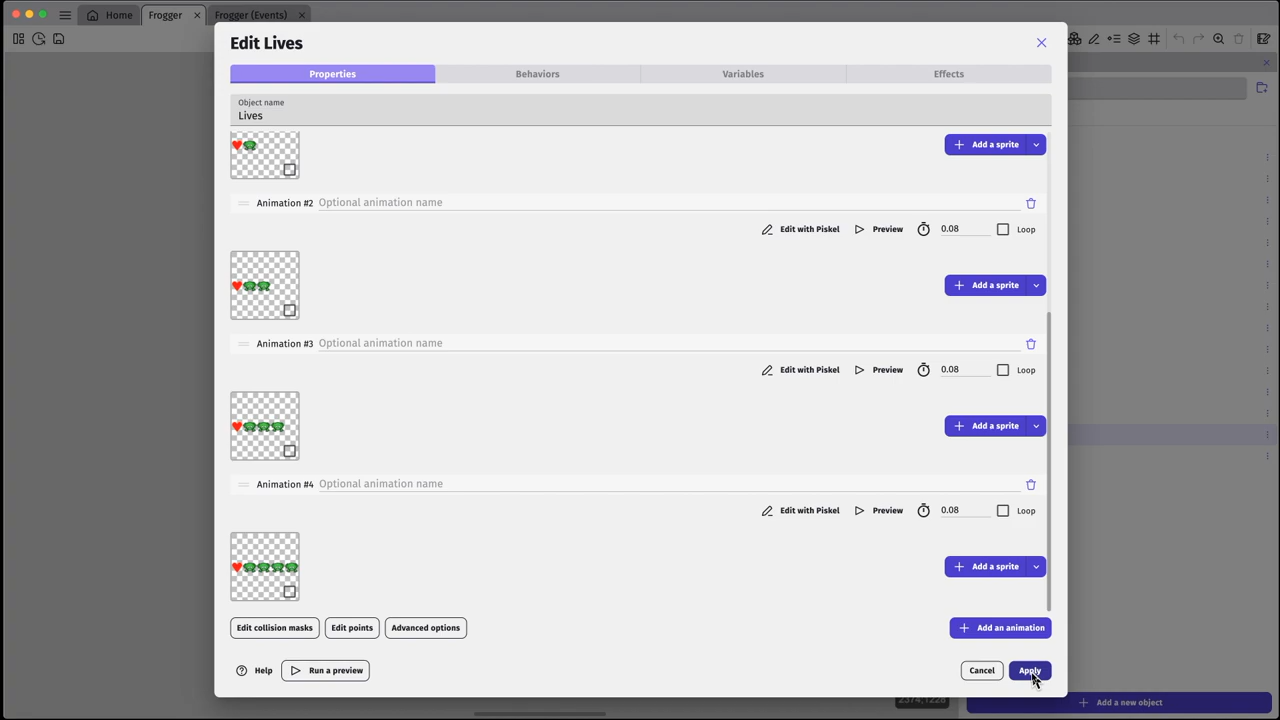 Home
Frogger
Frogger (Events)
Edit Lives
Properties
Behaviors
Variables
Effects
Object name
Lives
Add a sprite
Animation #2 Optional animation name
Edit with Piskel Preview 0.08 Loop
Add a sprite
Animation #3 Optional animation name
Edit with Piskel Preview 0.08 Loop
Add a sprite
Animation #4 Optional animation name
Edit with Piskel Preview 0.08 Loop
Add a sprite
Edit collision masks Edit points Advanced options Add an animation
Help Run a preview Cancel Apply
2374;1228
Add a new object